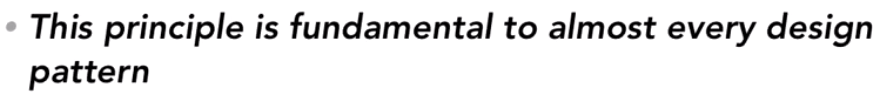 • This principle is fundamental to almost every design
pattern